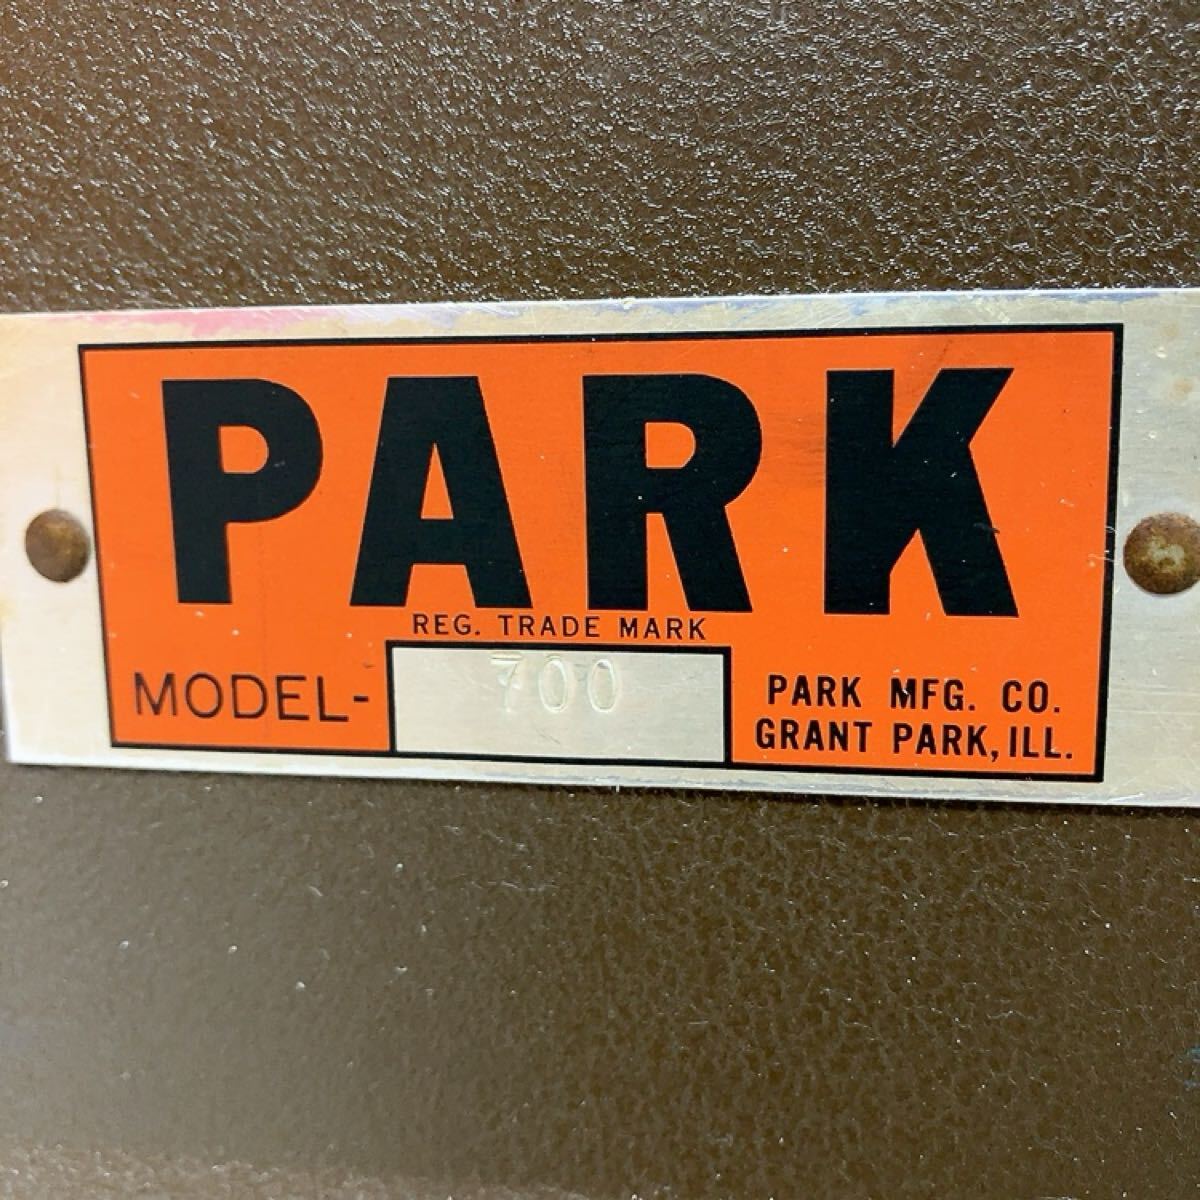 PARK
REG. TRADE MARK
MODEL- 700
PARK MFG. CO.
GRANT PARK, ILL.